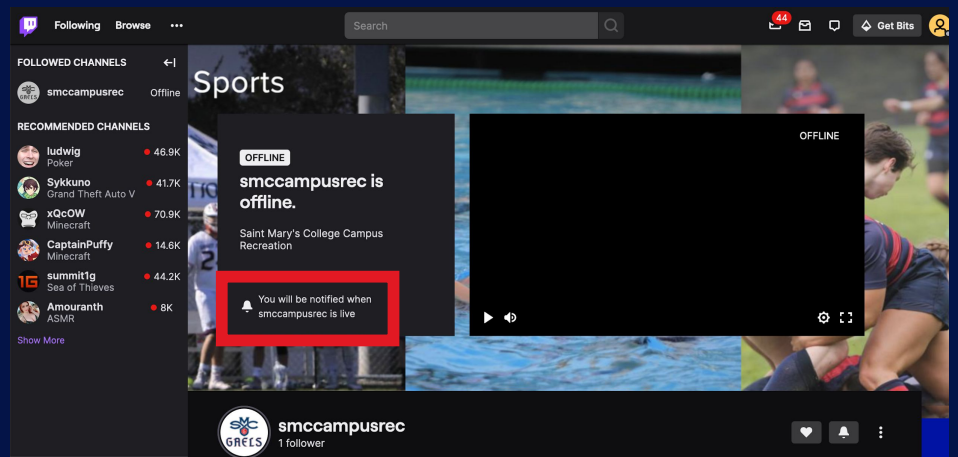 Following Browse
Search
44
Get Bits
FOLLOWED CHANNELS
smccampusrec Offline
RECOMMENDED CHANNELS
ludwig 46.9K
Poker
Sykkuno 41.7K
Grand Theft Auto V
xQcOW 70.9K
Minecraft
CaptainPuffy 14.6K
Minecraft
summit1g 44.2K
Sea of Thieves
Amouranth 8K
ASMR
Show More
Sports
OFFLINE
smccampusrec is
offline.
Saint Mary's College Campus
Recreation
You will be notified when
smccampusrec is live
OFFLINE
SMC
GAELS
smccampusrec
1 follower